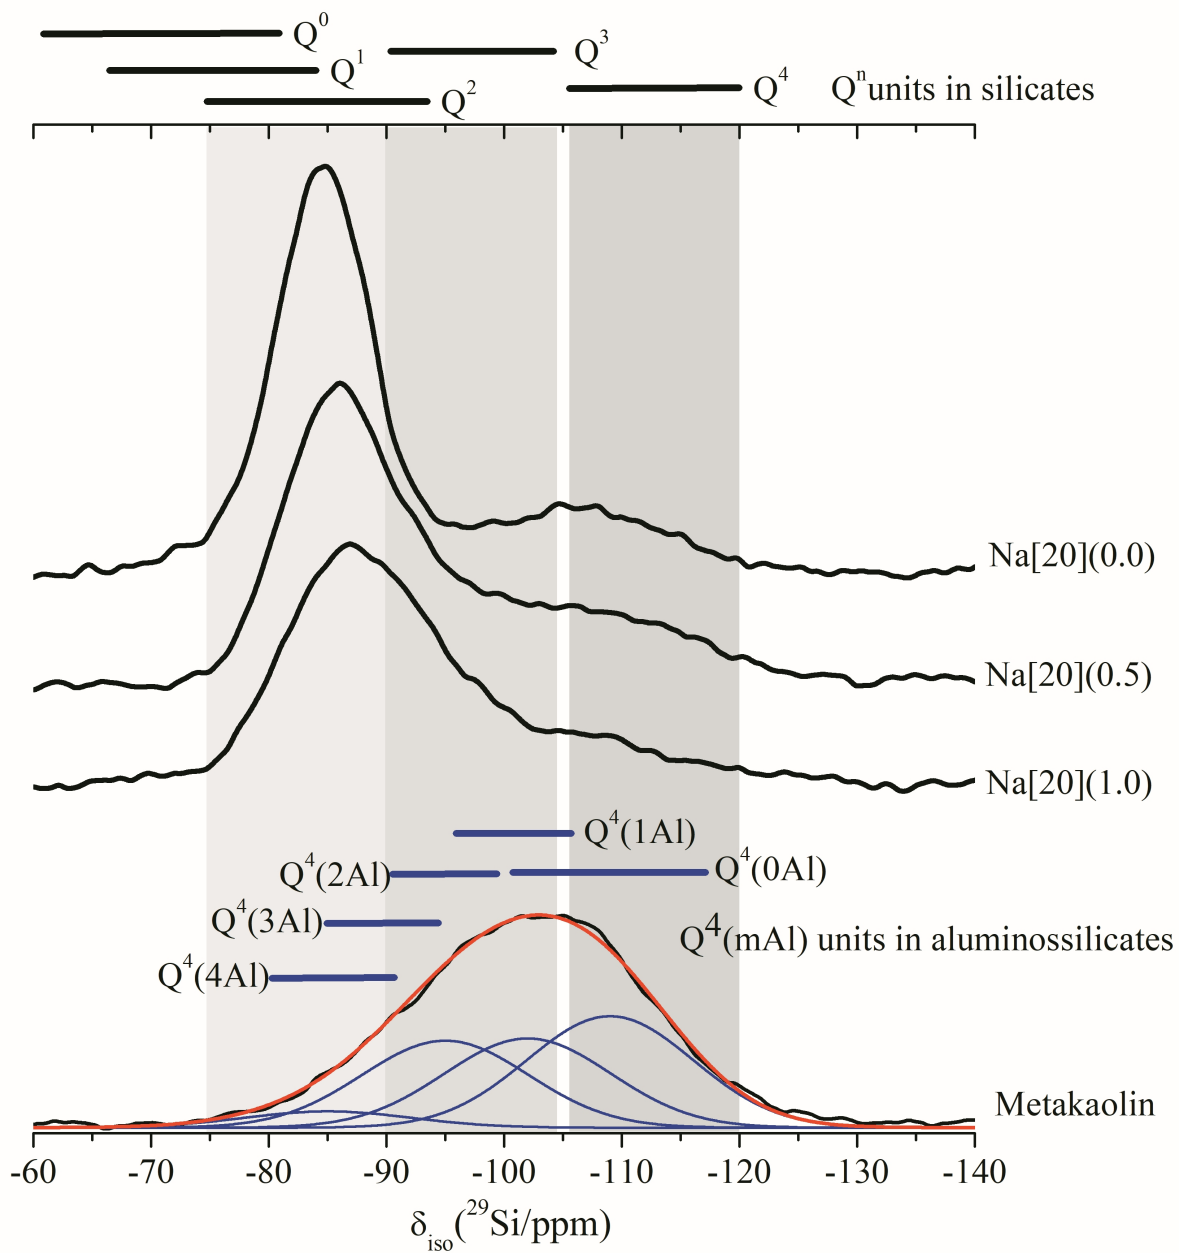 Q⁰
Q³
Q¹
Q⁴
Qⁿunits in silicates
Q²
Na[20](0.0)
Na[20](0.5)
Na[20](1.0)
Q⁴(1Al)
Q⁴(2Al)
Q⁴(0Al)
Q⁴(3Al)
Q⁴(mAl) units in aluminossilicates
Q⁴(4Al)
Metakaolin
-60 -70 -80 -90 -100 -110 -120 -130 -140
δiso(²⁹Si/ppm)